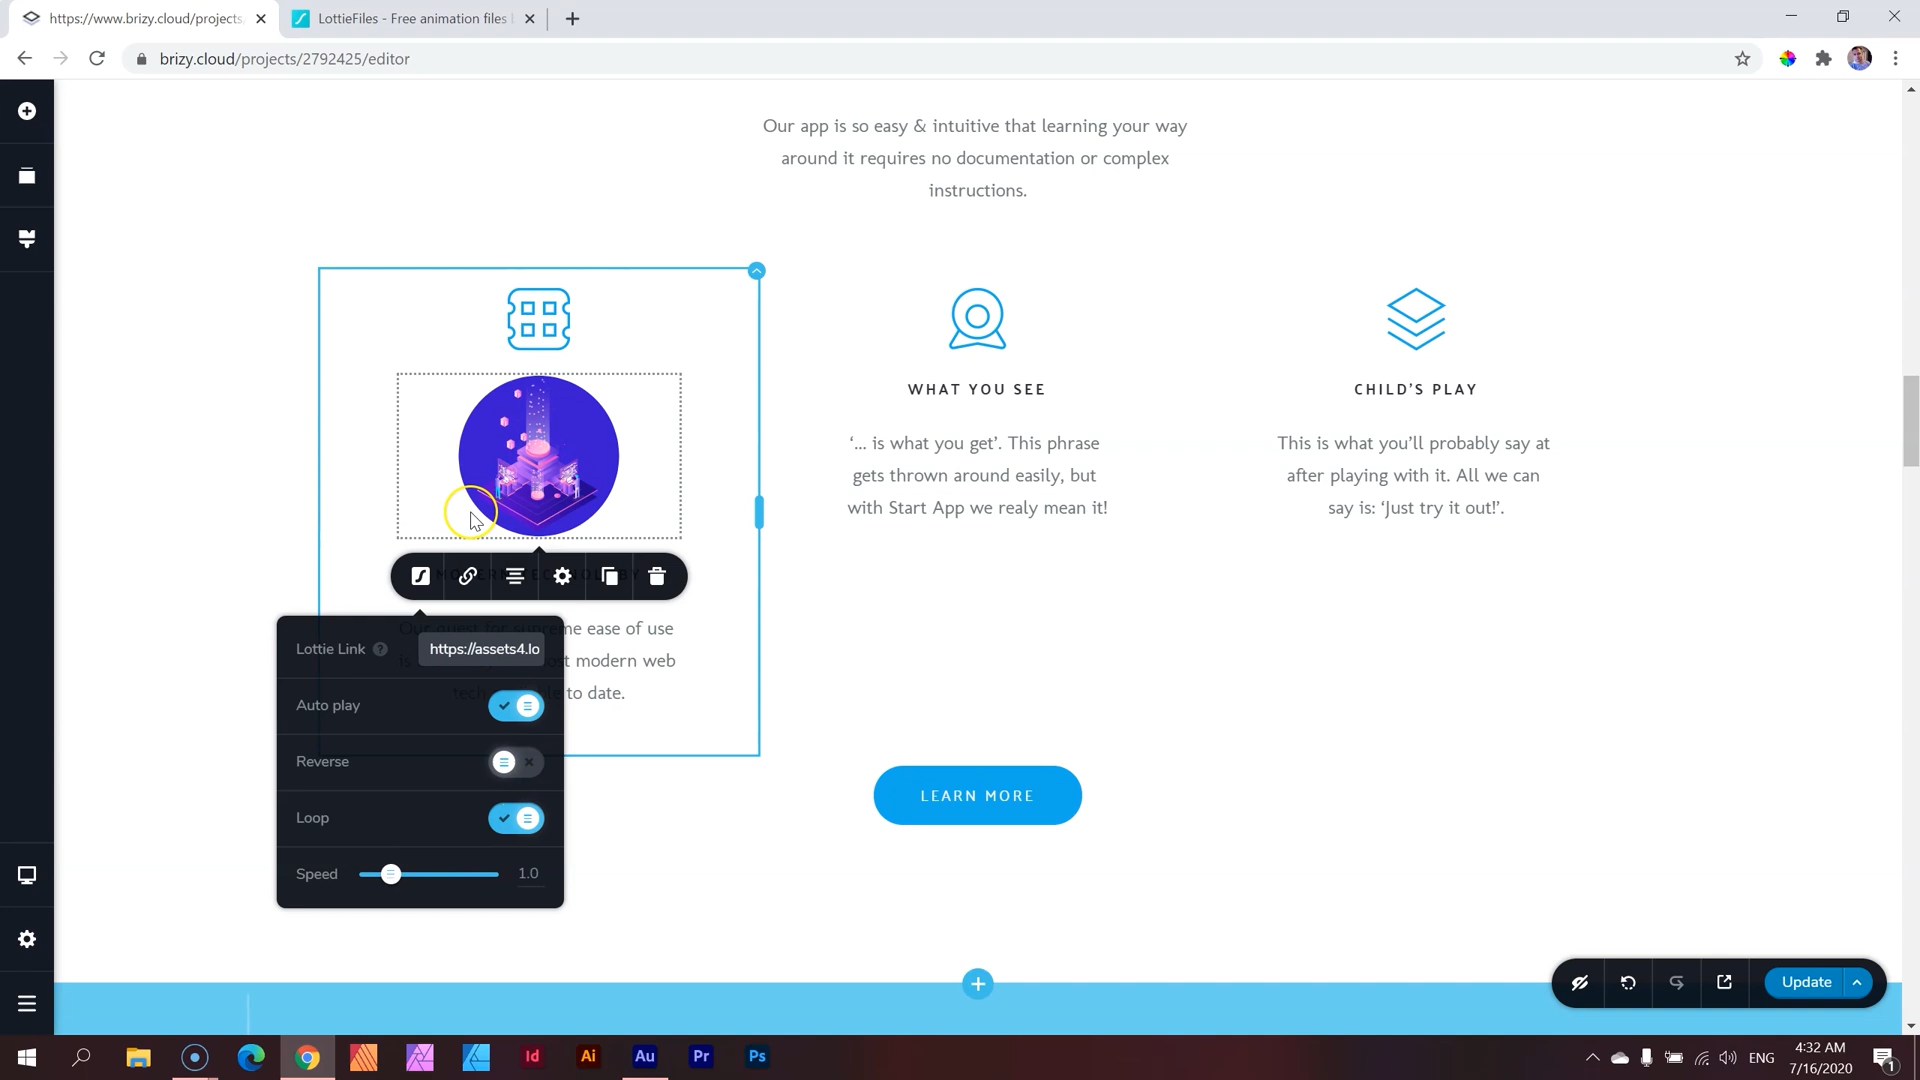 https://www.brizy.cloud/projects
LottieFiles - Free animation files
brizy.cloud/projects/2792425/editor
Our app is so easy & intuitive that learning your way
around it requires no documentation or complex
instructions.
WHAT YOU SEE
'... is what you get'. This phrase
gets thrown around easily, but
with Start App we realy mean it!
CHILD'S PLAY
This is what you'll probably say at
after playing with it. All we can
say is: 'Just try it out!'.
Our quest for supreme ease of use
modern web
to date.
Lottie Link ?
https://assets4.lo
Auto play
Reverse
Loop
Speed
1.0
LEARN MORE
Update
Id
Ai
Au
Pr
Ps
ENG
4:32 AM
7/16/2020
1